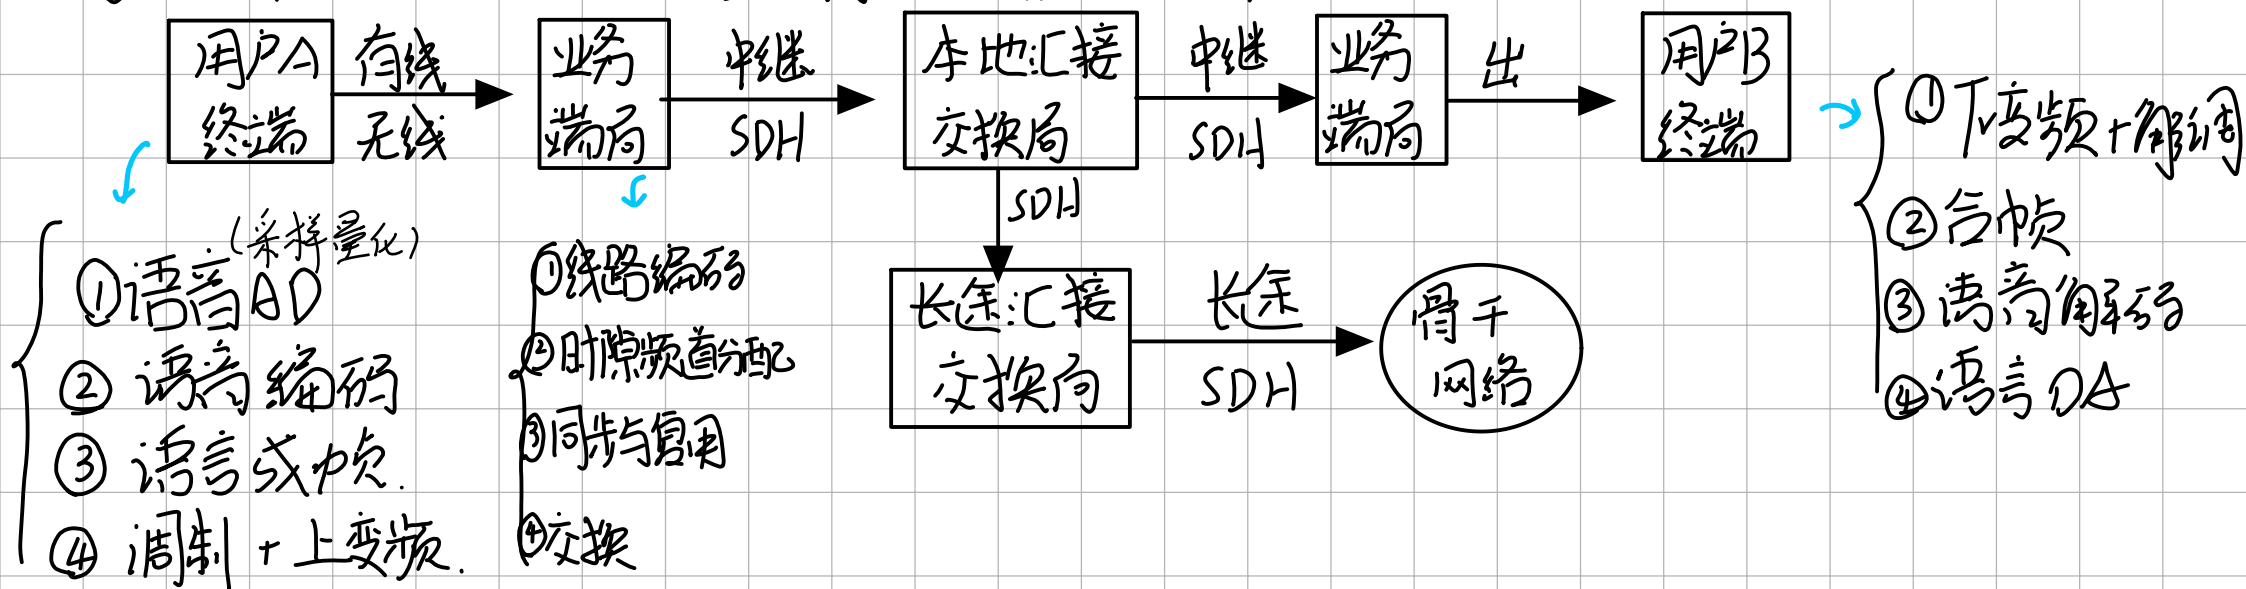 用户A
终端
有线
无线
业务
端局
中继
SDH
本地汇接
交换局
中继
SDH
业务
端局
出
用户B
终端
SDH
长途汇接
交换局
长途
SDH
骨干
网络
(采样量化)
①语音AD
②语音编码
③语言成帧.
④调制+上变频.
①线路编码
②时隙频道分配
③同步与复用
④交换
①下变频+解调
②合帧
③语音解码
④语言DA